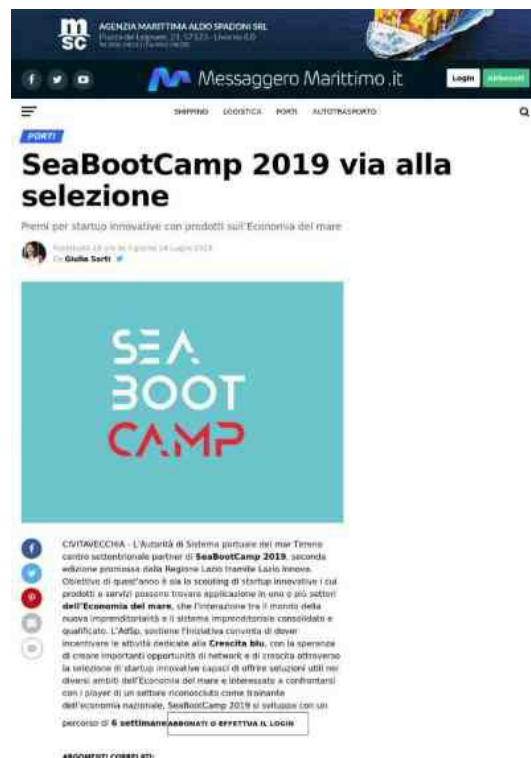 msc
AGENZIA MARITTIMA ALDO SPADONI SRL
Messaggero Marittimo.it
Login
Abbonati
SHIPPING LOGISTICA PORTI AUTOTRASPORTO
PORTI
SeaBootCamp 2019 via alla
selezione
Premi per startup innovative con prodotti sull'Economia del mare
Giulia Sarti
SEA
BOOT
CAMP
CIVITAVECCHIA - L'Autorità di Sistema portuale del mar Tirreno
centro settentrionale partner di SeaBootCamp 2019, seconda
edizione promossa dalla Regione Lazio tramite Lazio Innova.
Obiettivo di quest'anno è sia lo scouting di startup innovative i cui
prodotti e servizi possono trovare applicazione in uno o più settori
dell'Economia del mare, che l'interazione tra il mondo della
nuova imprenditorialità e il sistema imprenditoriale consolidato e
qualificato. L'AdSp, sostiene l'iniziativa convinta di dover
incentivare le attività dedicate alla Crescita blu, con la speranza
di creare importanti opportunità di network e di crescita attraverso
la selezione di startup innovative capaci di offrire soluzioni utili nei
diversi ambiti dell'Economia del mare e interessate a confrontarsi
con i player di un settore riconosciuto come trainante
dell'economia nazionale. SeaBootCamp 2019 si sviluppa con un
percorso di 6 settimane ABBONATI O EFFETTUA IL LOGIN
ARGOMENTI CORRELATI: